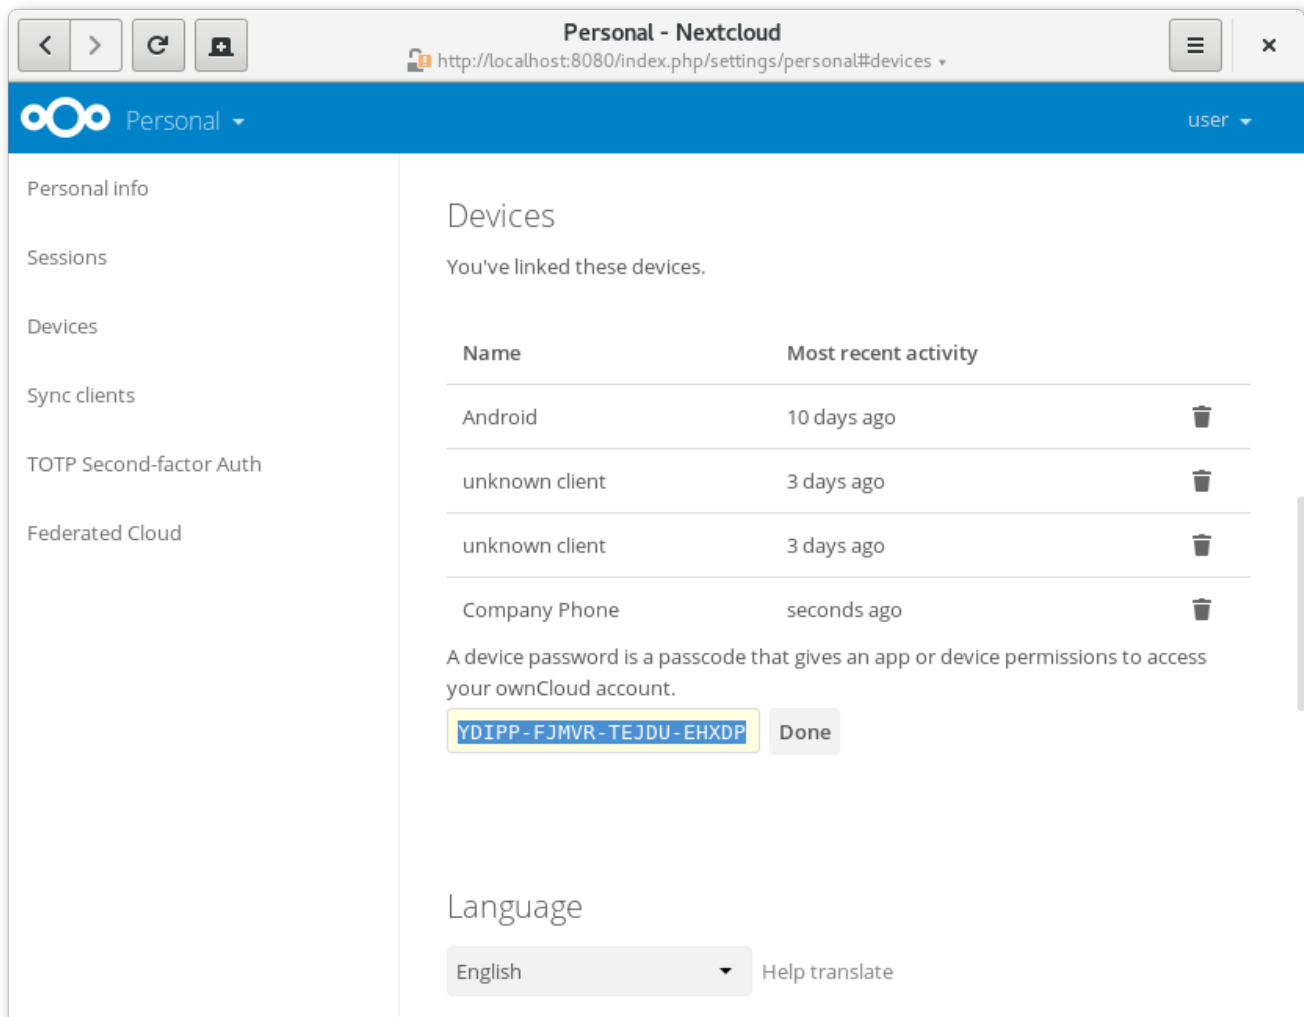 Personal - Nextcloud
http://localhost:8080/index.php/settings/personal#devices
Personal
user
Personal info
Sessions
Devices
Sync clients
TOTP Second-factor Auth
Federated Cloud
Devices
You've linked these devices.
Name Most recent activity
Android 10 days ago
unknown client 3 days ago
unknown client 3 days ago
Company Phone seconds ago
A device password is a passcode that gives an app or device permissions to access
your ownCloud account.
YDIPP-FJMVR-TEJDU-EHXDP Done
Language
English Help translate